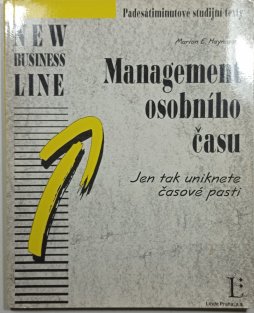 Padesátiminutové studijní texty
Marion E. Haynes
NEW
BUSINESS
LINE
Management
osobního
času
Jen tak uniknete
časové pasti
Linde Praha, a.s.